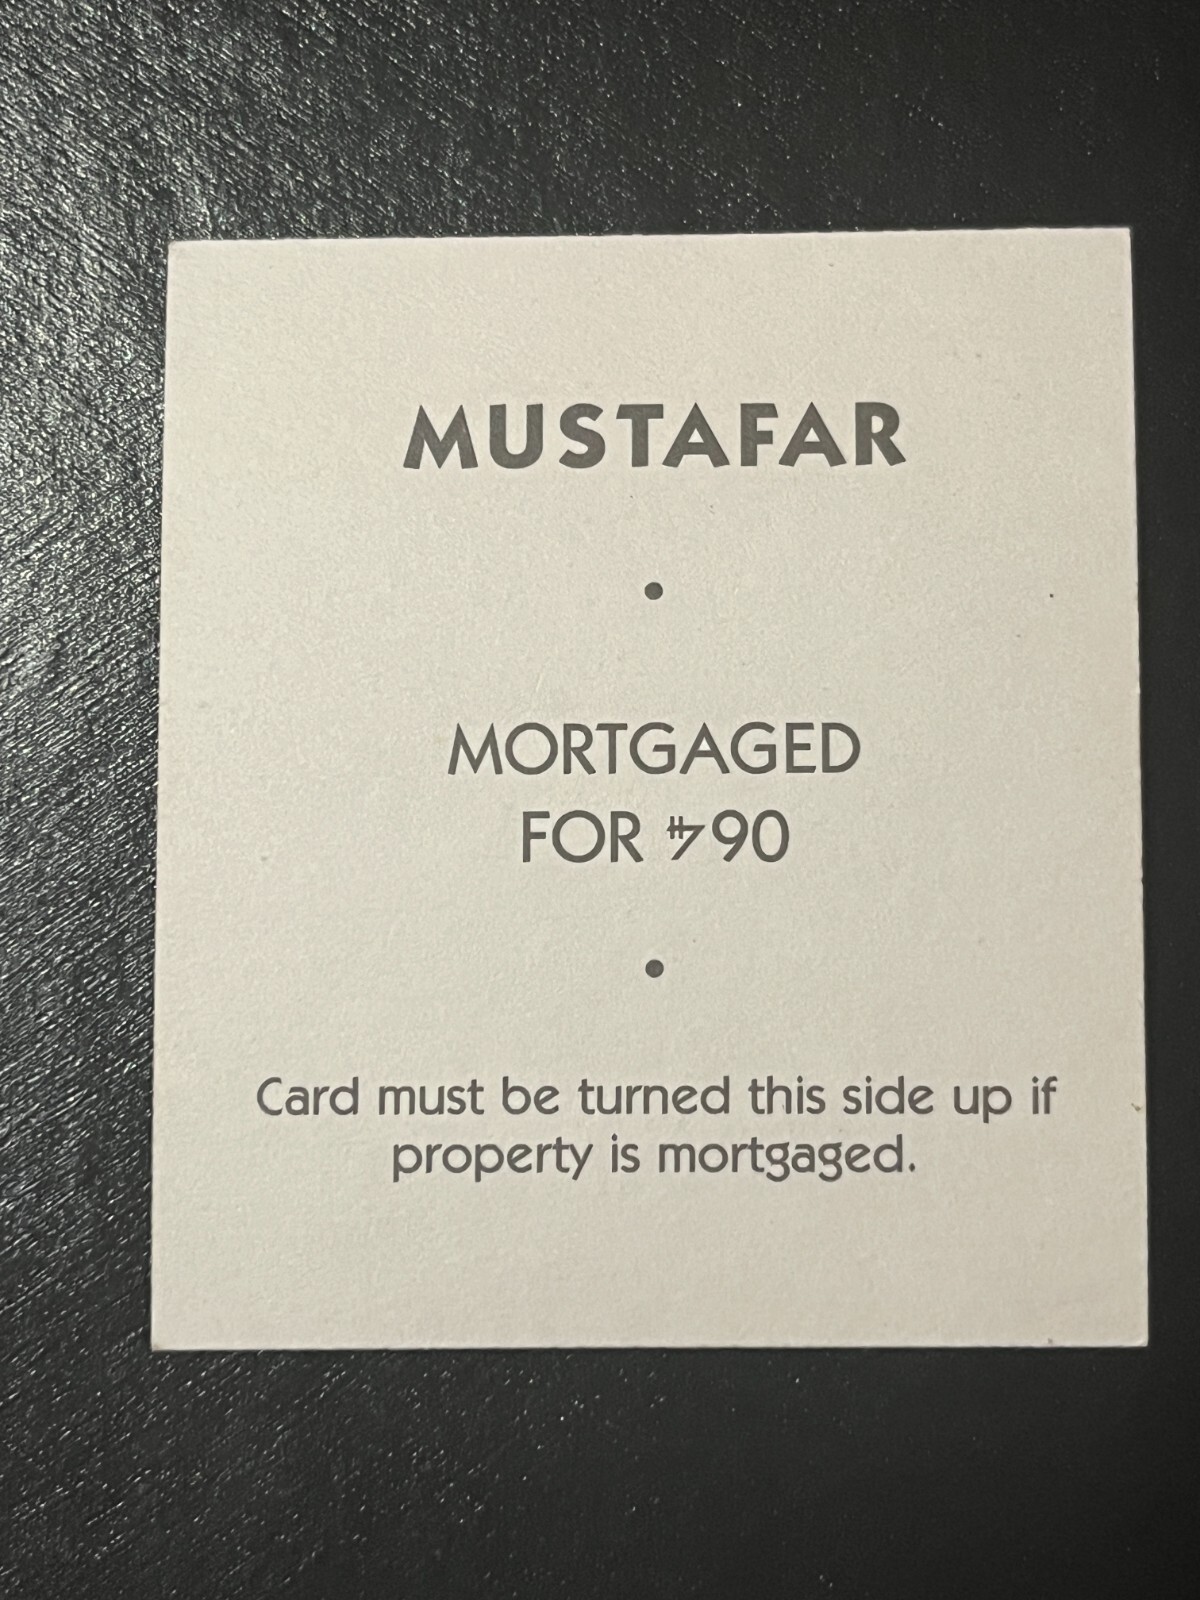 MUSTAFAR
•
MORTGAGED
FOR 90
•
Card must be turned this side up if
property is mortgaged.